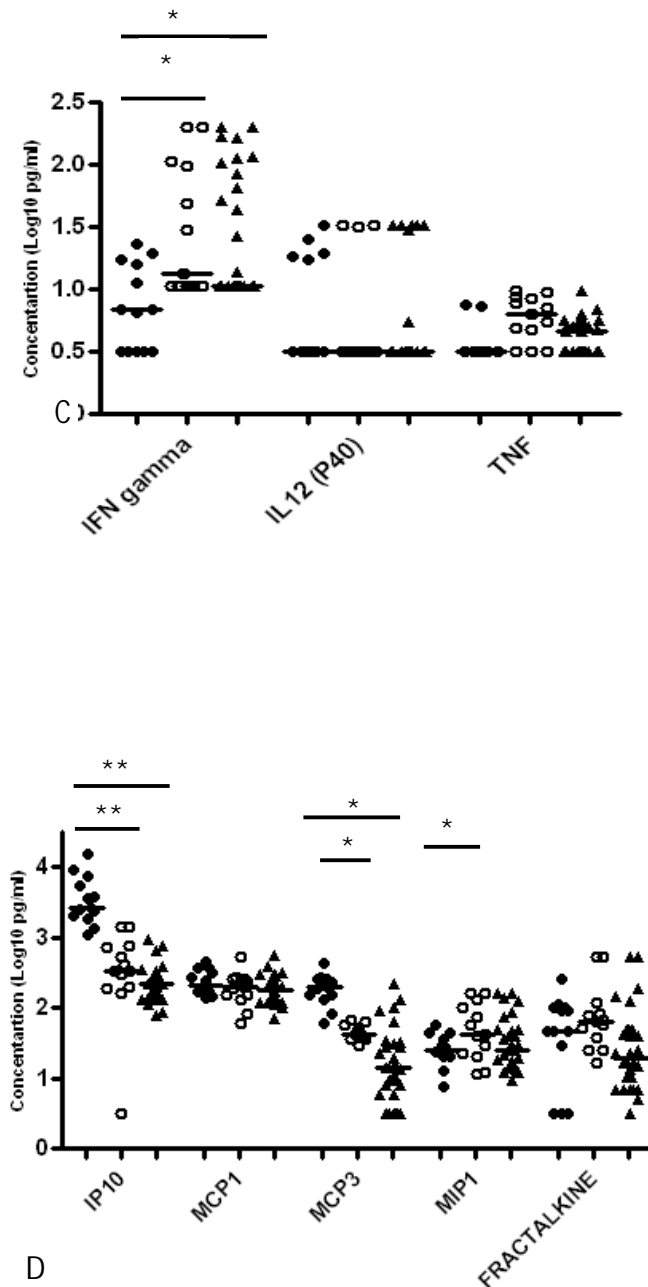 *
*
2.5
2.0
1.5
1.0
0.5
Concentartion (Log10 pg/ml)
C
IFN gamma
IL12 (P40)
TNF
**
*
**
*
*
4
3
2
1
0
Concentartion (Log10 pg/ml)
IP10
MCP1
MCP3
MIP1
FRACTALKINE
D